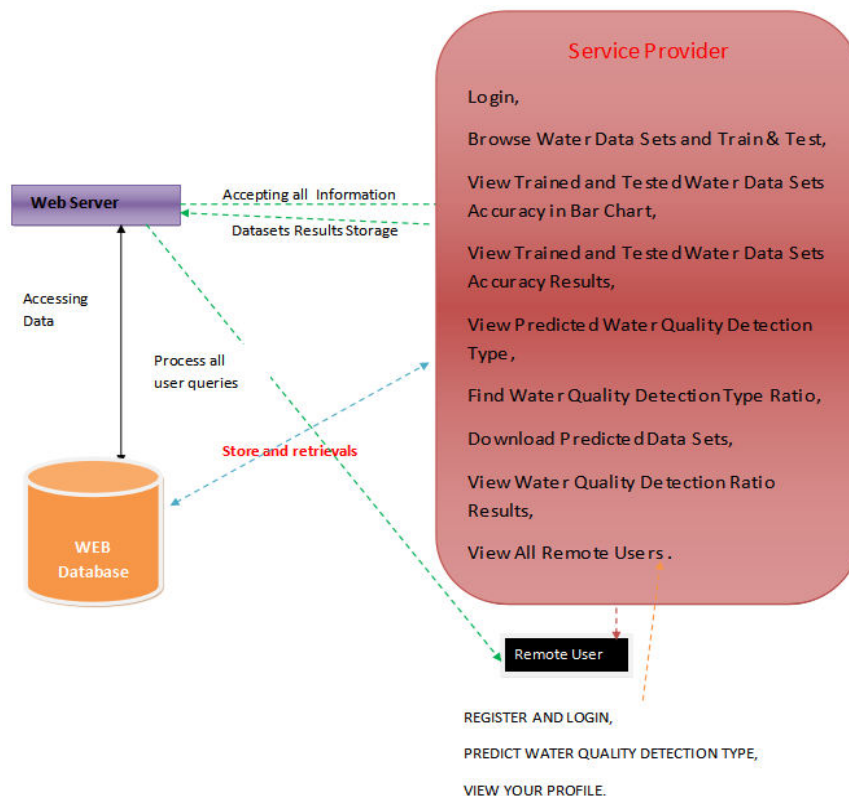 Service Provider
Login,
Browse Water Data Sets and Train & Test,
View Trained and Tested Water Data Sets
Accuracy in Bar Chart,
View Trained and Tested Water Data Sets
Accuracy Results,
View Predicted Water Quality Detection
Type,
Find Water Quality Detection Type Ratio,
Download Predicted Data Sets,
View Water Quality Detection Ratio
Results,
View All Remote Users.
Web Server
Accepting all Information
Datasets Results Storage
Accessing
Data
Process all
user queries
Store and retrievals
WEB
Database
Remote User
REGISTER AND LOGIN,
PREDICT WATER QUALITY DETECTION TYPE,
VIEW YOUR PROFILE.